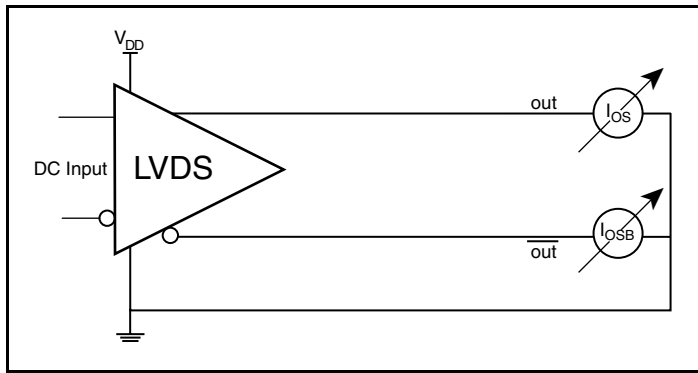 VDD
out
IOS
DC Input
LVDS
IOSB
out